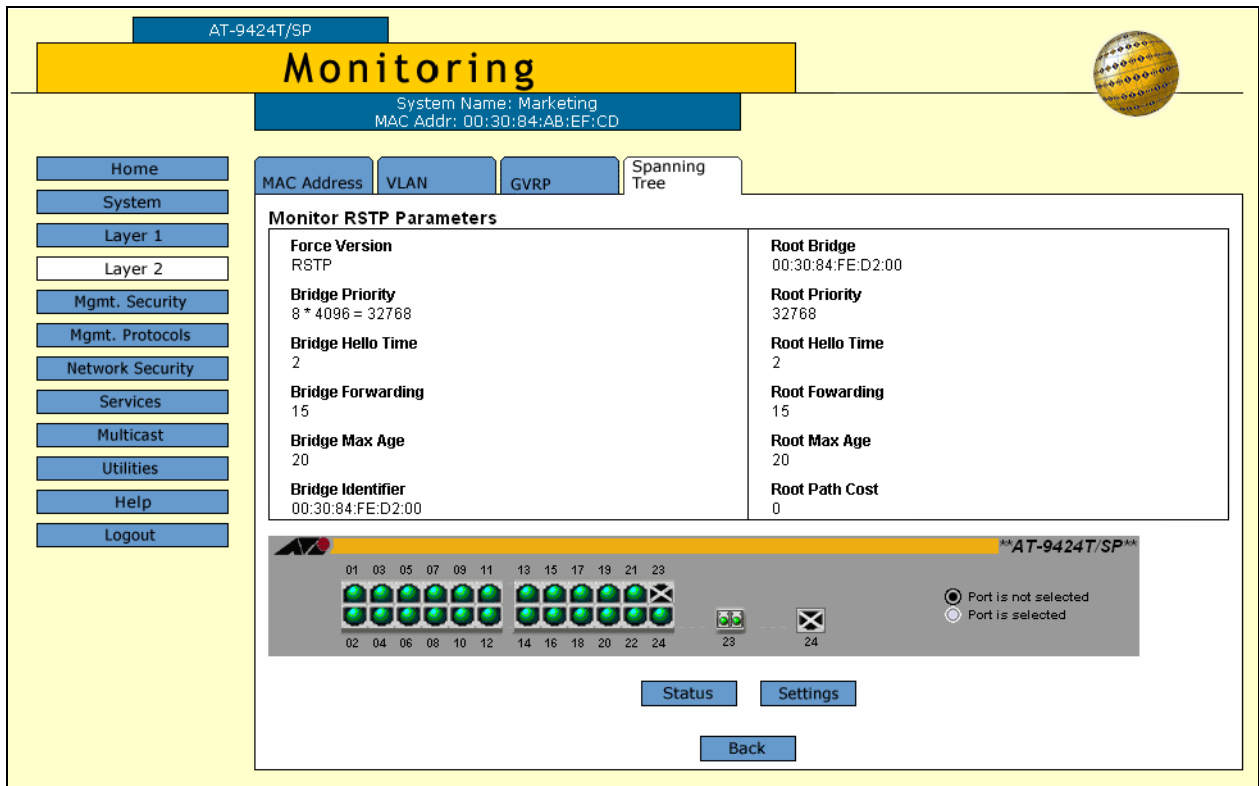 AT-9424T/SP
Monitoring
System Name: Marketing
MAC Addr: 00:30:84:AB:EF:CD
Home
System
Layer 1
Layer 2
Mgmt. Security
Mgmt. Protocols
Network Security
Services
Multicast
Utilities
Help
Logout
MAC Address
VLAN
GVRP
Spanning
Tree
Monitor RSTP Parameters
Force Version
RSTP
Bridge Priority
8 * 4096 = 32768
Bridge Hello Time
2
Bridge Forwarding
15
Bridge Max Age
20
Bridge Identifier
00:30:84:FE:D2:00
Root Bridge
00:30:84:FE:D2:00
Root Priority
32768
Root Hello Time
2
Root Fowarding
15
Root Max Age
20
Root Path Cost
0
**AT-9424T/SP**
01 03 05 07 09 11 13 15 17 19 21 23
02 04 06 08 10 12 14 16 18 20 22 24
23
24
Port is not selected
Port is selected
Status
Settings
Back